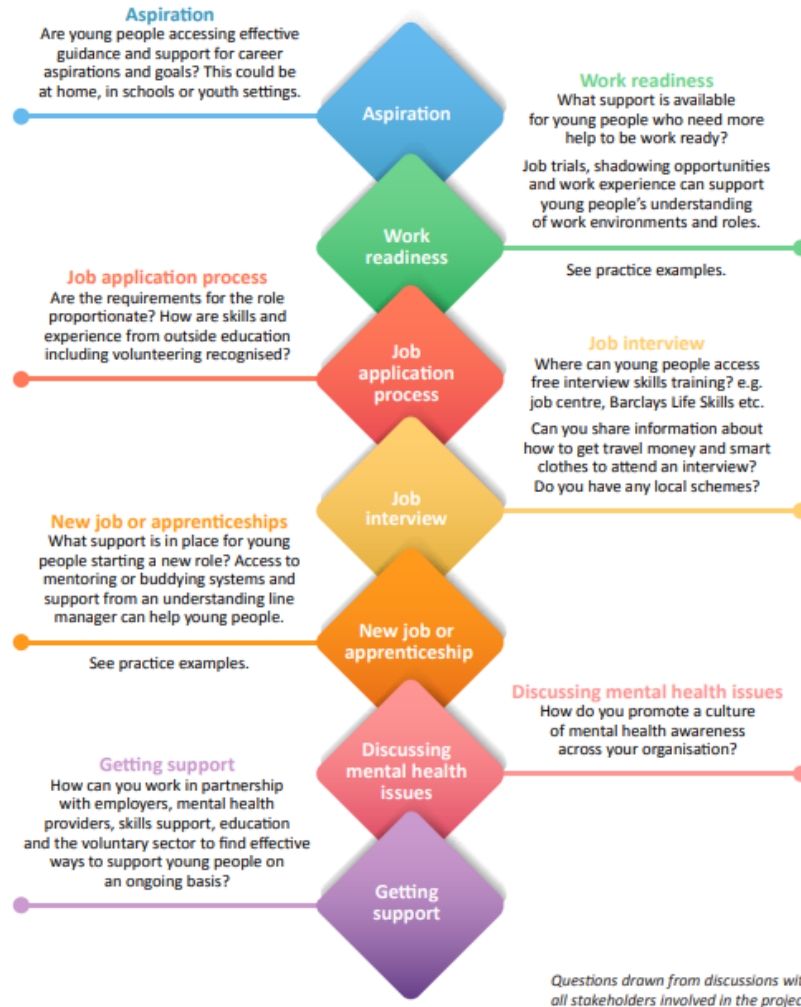 Aspiration
Are young people accessing effective
guidance and support for career
aspirations and goals? This could be
at home, in schools or youth settings.
Aspiration
Work readiness
What support is available
for young people who need more
help to be work ready?
Job trials, shadowing opportunities
and work experience can support
young people's understanding
of work environments and roles.
See practice examples.
Work
readiness
Job application process
Are the requirements for the role
proportionate? How are skills and
experience from outside education
including volunteering recognised?
Job
application
process
Job interview
Where can young people access
free interview skills training? e.g.
job centre, Barclays Life Skills etc.
Can you share information about
how to get travel money and smart
clothes to attend an interview?
Do you have any local schemes?
Job
interview
New job or apprenticeships
What support is in place for young
people starting a new role? Access to
mentoring or buddying systems and
support from an understanding line
manager can help young people.
See practice examples.
New job or
apprenticeship
Discussing mental health issues
How do you promote a culture
of mental health awareness
across your organisation?
Discussing
mental health
issues
Getting support
How can you work in partnership
with employers, mental health
providers, skills support, education
and the voluntary sector to find effective
ways to support young people on
an ongoing basis?
Getting
support
Questions drawn from discussions wit
all stakeholders involved in the projec